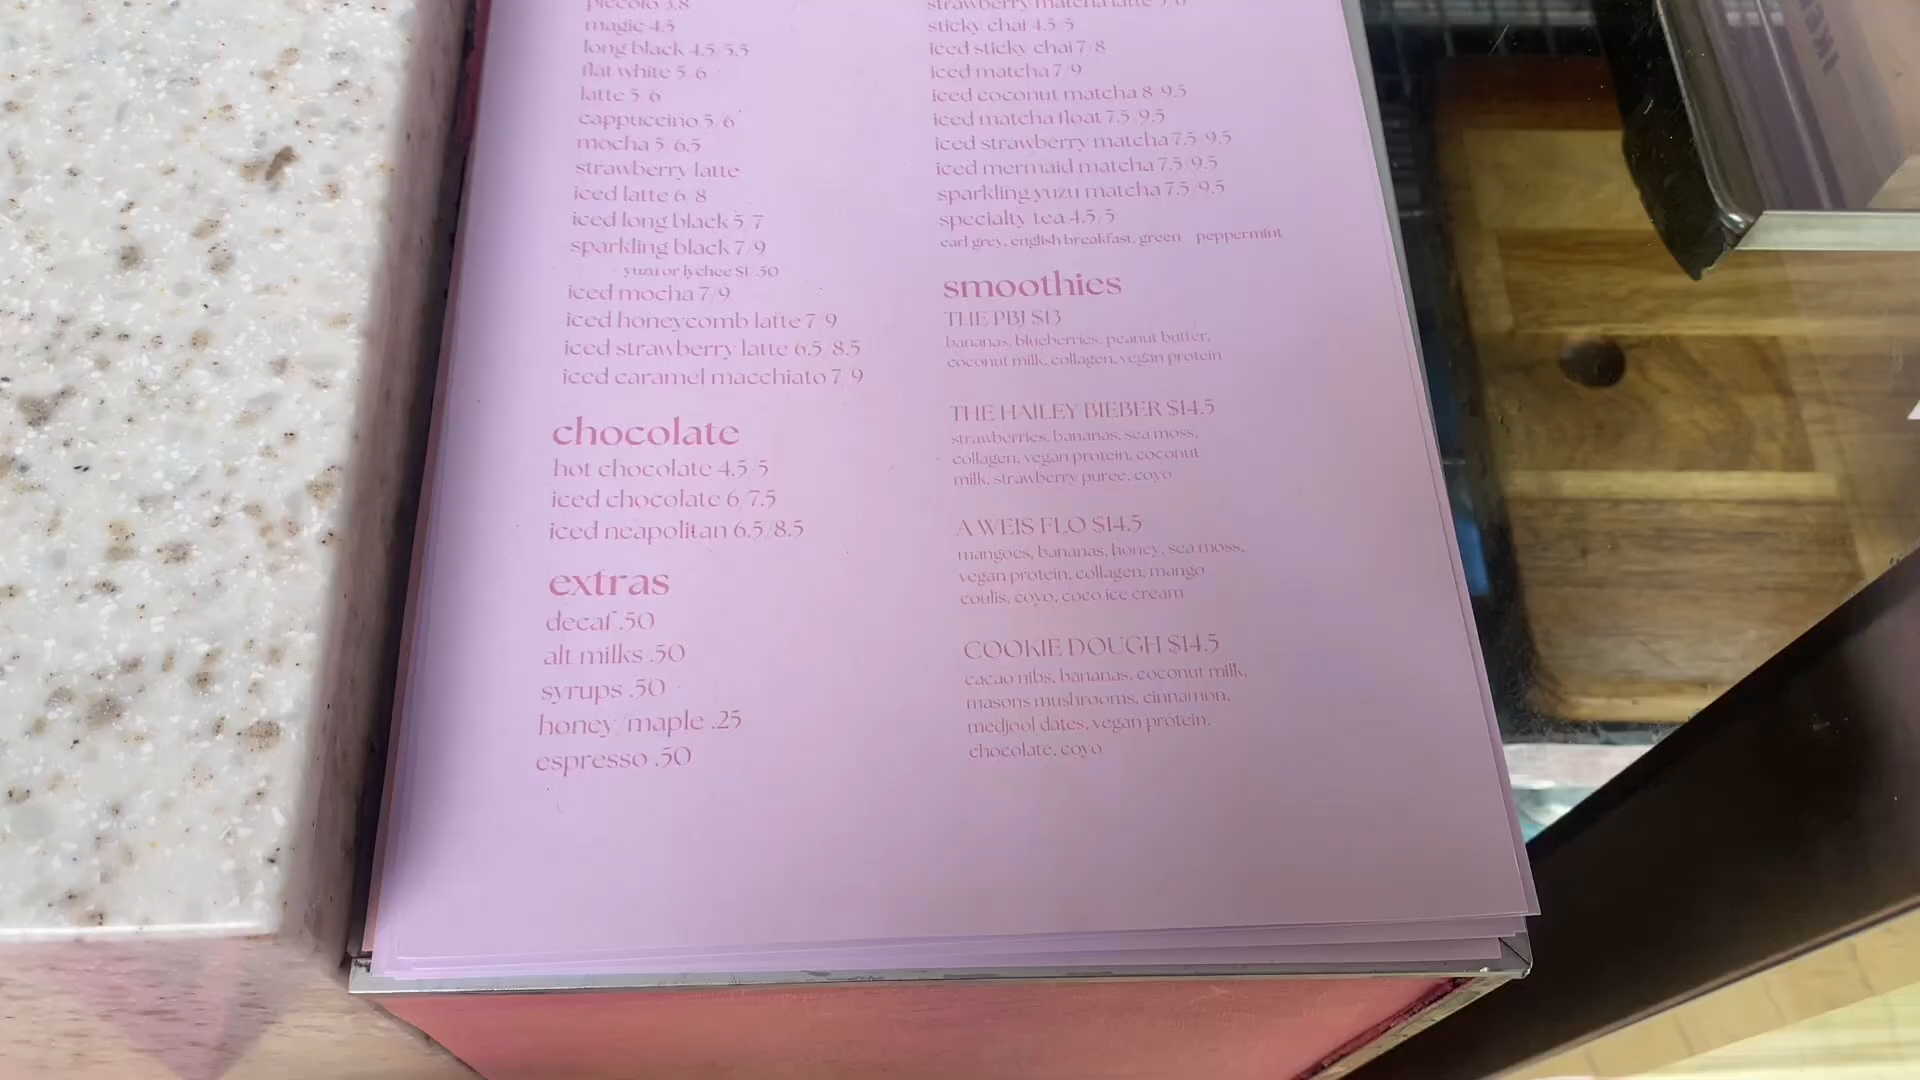 piccolo 3.8
magic 4.5
long black 4.5/5.5
flat white 5/6
latte 5/6
cappuccino 5/6
mocha 5/6.5
strawberry latte
iced latte 6/8
iced long black 5/7
sparkling black 7/9
yuzu or lychee $1.50
iced mocha 7/9
iced honeycomb latte 7/9
iced strawberry latte 6.5/8.5
iced caramel macchiato 7/9
chocolate
hot chocolate 4.5/5
iced chocolate 6/7.5
iced neapolitan 6.5/8.5
extras
decaf .50
alt milks .50
syrups .50
honey/maple .25
espresso .50
strawberry matcha latte
sticky chai 4.5/5
iced sticky chai 7/8
iced matcha 7/9
iced coconut matcha 8/9.5
iced matcha float 7.5/9.5
iced strawberry matcha 7.5/9.5
iced mermaid matcha 7.5/9.5
sparkling yuzu matcha 7.5/9.5
specialty tea 4.5/5
earl grey, english breakfast, green peppermint
smoothies
THE PBJ $13
bananas, blueberries, peanut butter,
coconut milk, collagen, vegan protein
THE HAILEY BIEBER $14.5
strawberries, bananas, sea moss,
collagen, vegan protein, coconut
milk, strawberry puree, coyo
A WEIS FLO $14.5
mangoes, bananas, honey, sea moss,
vegan protein, collagen, mango
coulis, coyo, coco ice cream
COOKIE DOUGH $14.5
cacao nibs, bananas, coconut milk,
masons mushrooms, cinnamon,
medjool dates, vegan protein,
chocolate, coyo